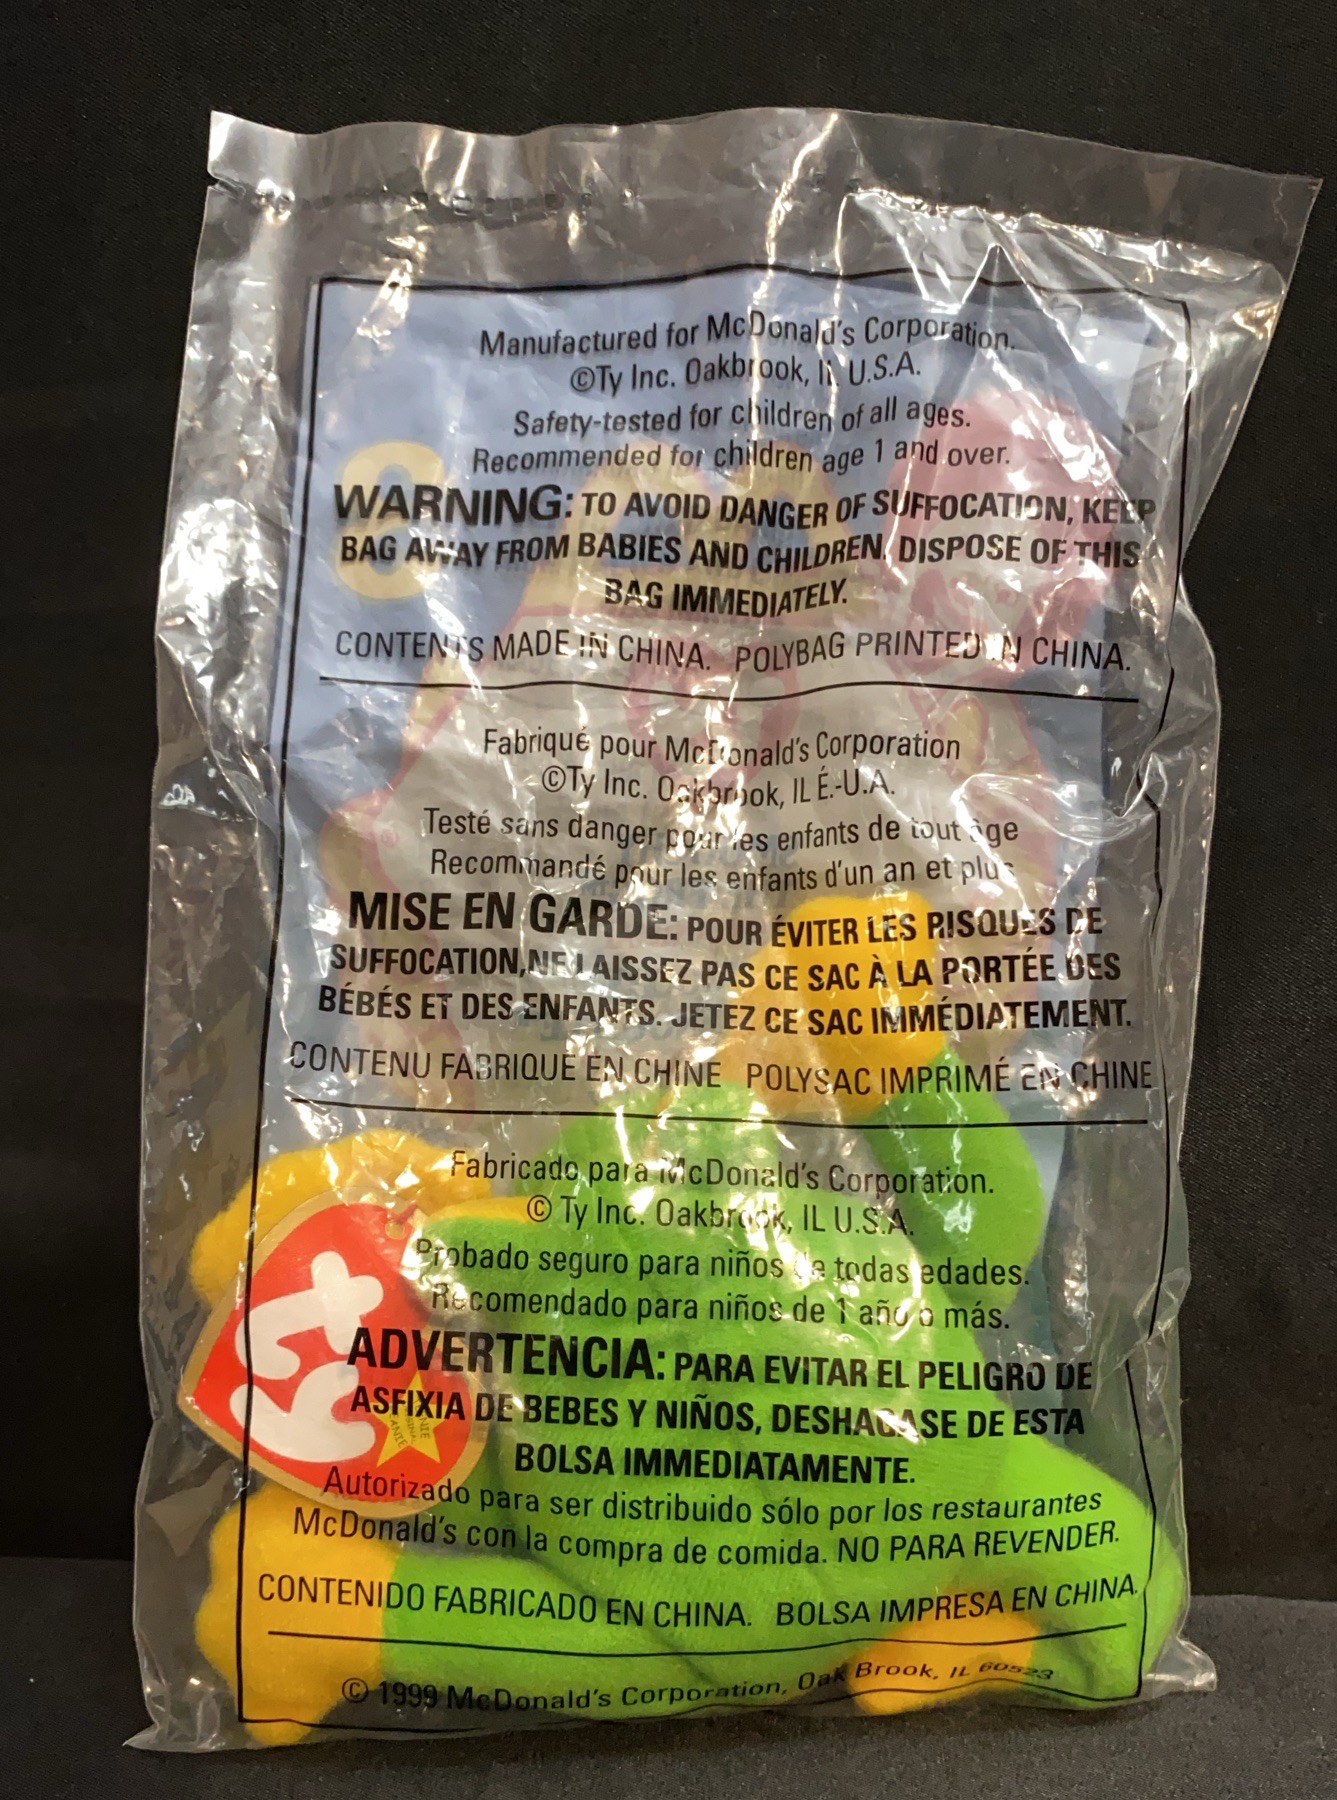 Manufactured for McDonald's Corporation.
©Ty Inc. Oakbrook, IL U.S.A.
Safety-tested for children of all ages.
Recommended for children age 1 and over.
WARNING: TO AVOID DANGER OF SUFFOCATION, KEEP
BAG AWAY FROM BABIES AND CHILDREN. DISPOSE OF THIS
BAG IMMEDIATELY.
CONTENTS MADE IN CHINA. POLYBAG PRINTED IN CHINA.
Fabriqué pour McDonald's Corporation
©Ty Inc. Oakbrook, IL É.-U.A.
Testé sans danger pour les enfants de tout âge
Recommandé pour les enfants d'un an et plus
MISE EN GARDE: POUR ÉVITER LES RISQUES DE
SUFFOCATION, NE LAISSEZ PAS CE SAC À LA PORTÉE DES
BÉBÉS ET DES ENFANTS. JETEZ CE SAC IMMÉDIATEMENT.
CONTENU FABRIQUÉ EN CHINE POLYSAC IMPRIMÉ EN CHINE
Fabricado para McDonald's Corporation.
© Ty Inc. Oakbrook, IL U.S.A.
Probado seguro para niños de todas edades.
Recomendado para niños de 1 año o más.
ADVERTENCIA: PARA EVITAR EL PELIGRO DE
ASFIXIA DE BEBES Y NIÑOS, DESHAGASE DE ESTA
BOLSA IMMEDIATAMENTE.
Autorizado para ser distribuido sólo por los restaurantes
McDonald's con la compra de comida. NO PARA REVENDER.
CONTENIDO FABRICADO EN CHINA. BOLSA IMPRESA EN CHINA.
© 1999 McDonald's Corporation, Oak Brook, IL 60523
8
ty